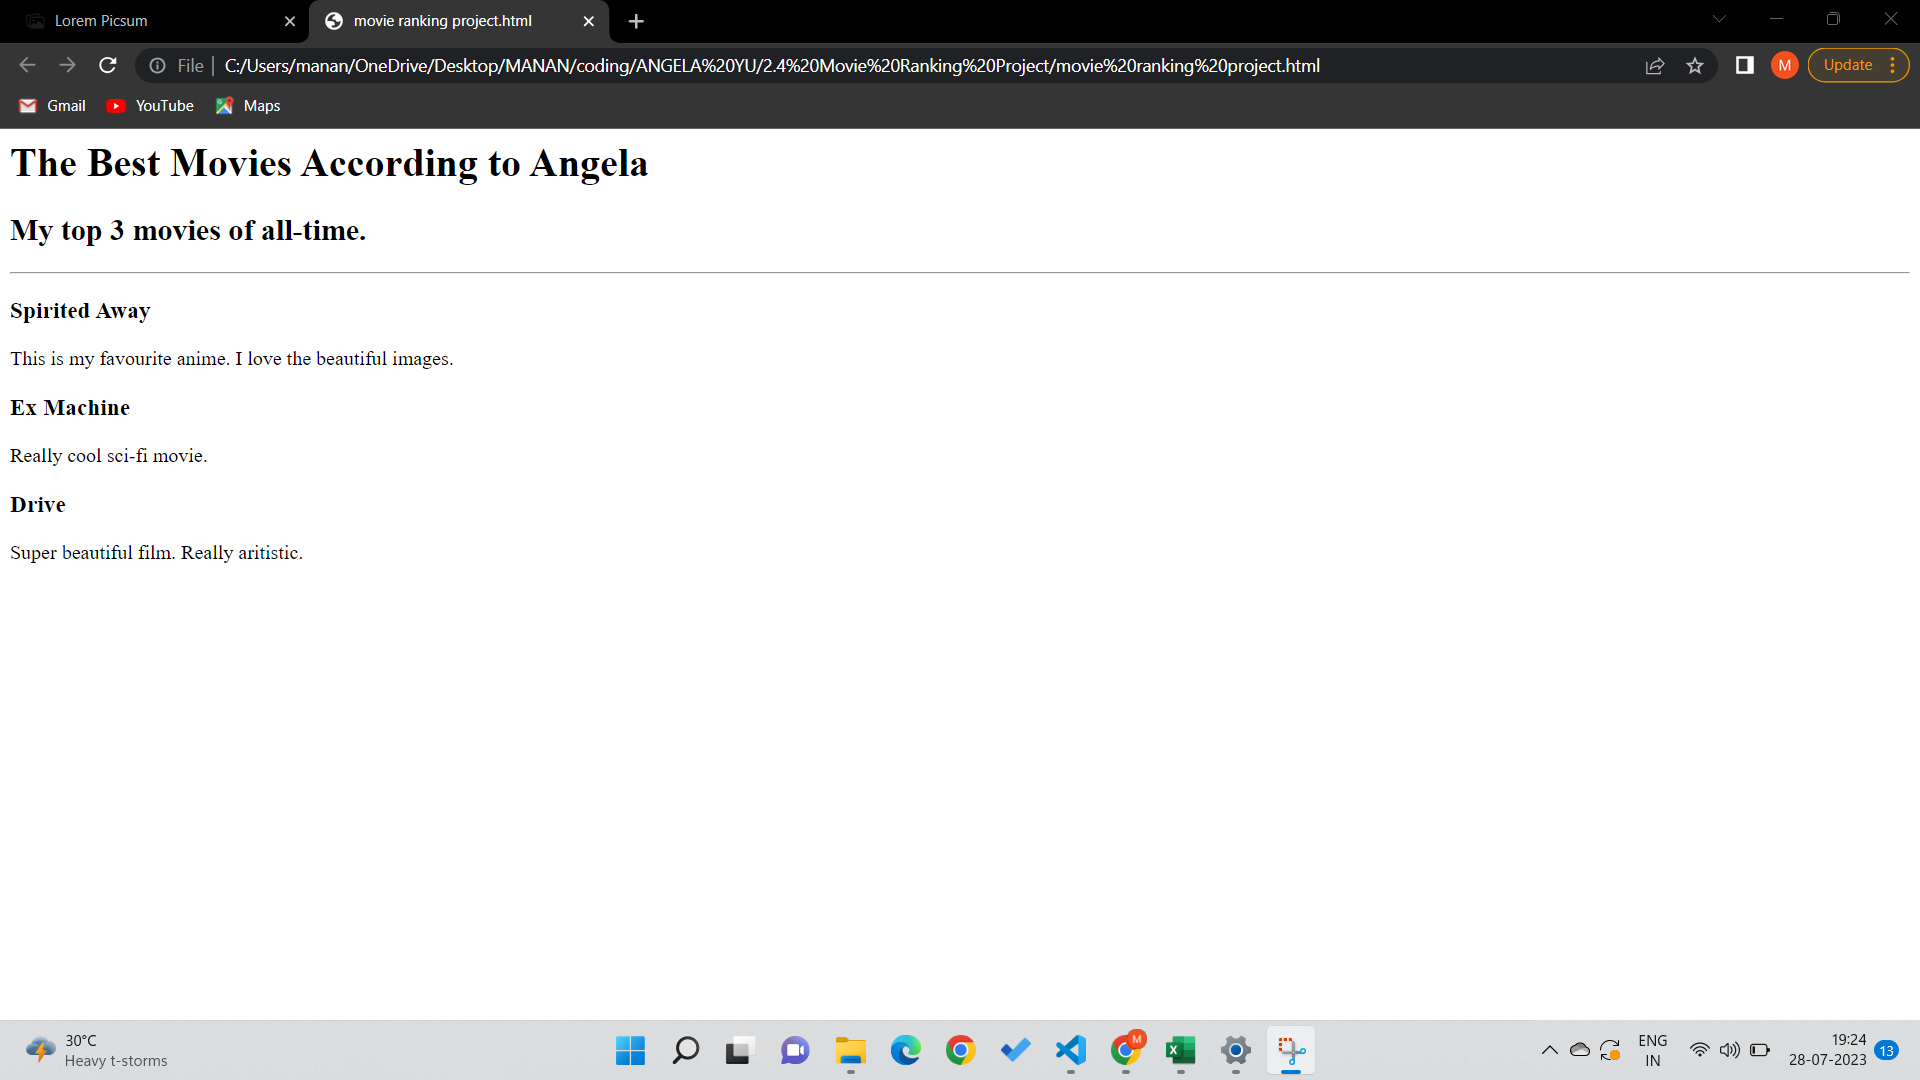 Lorem Picsum
movie ranking project.html
File
C:/Users/manan/OneDrive/Desktop/MANAN/coding/ANGELA%20YU/2.4%20Movie%20Ranking%20Project/movie%20ranking%20project.html
M
Update
Gmail
YouTube
Maps
The Best Movies According to Angela
My top 3 movies of all-time.
Spirited Away
This is my favourite anime. I love the beautiful images.
Ex Machine
Really cool sci-fi movie.
Drive
Super beautiful film. Really aritistic.
30°C
Heavy t-storms
M
ENG
IN
19:24
28-07-2023
13